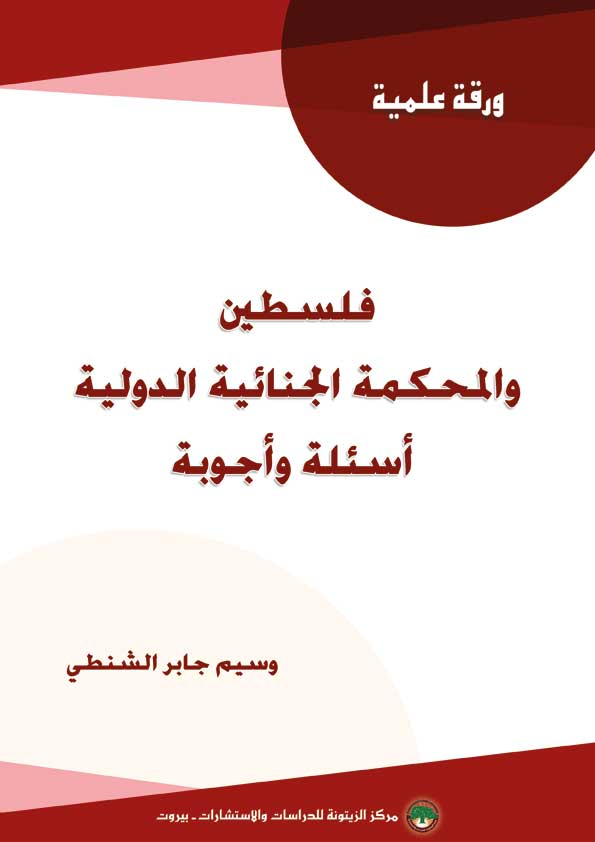 ورقة علمية
فلسطين
والمحكمة الجنائية الدولية
أسئلة وأجوبة
وسيم جابر الشنطي
مركز الزيتونة للدراسات والاستشارات - بيروت